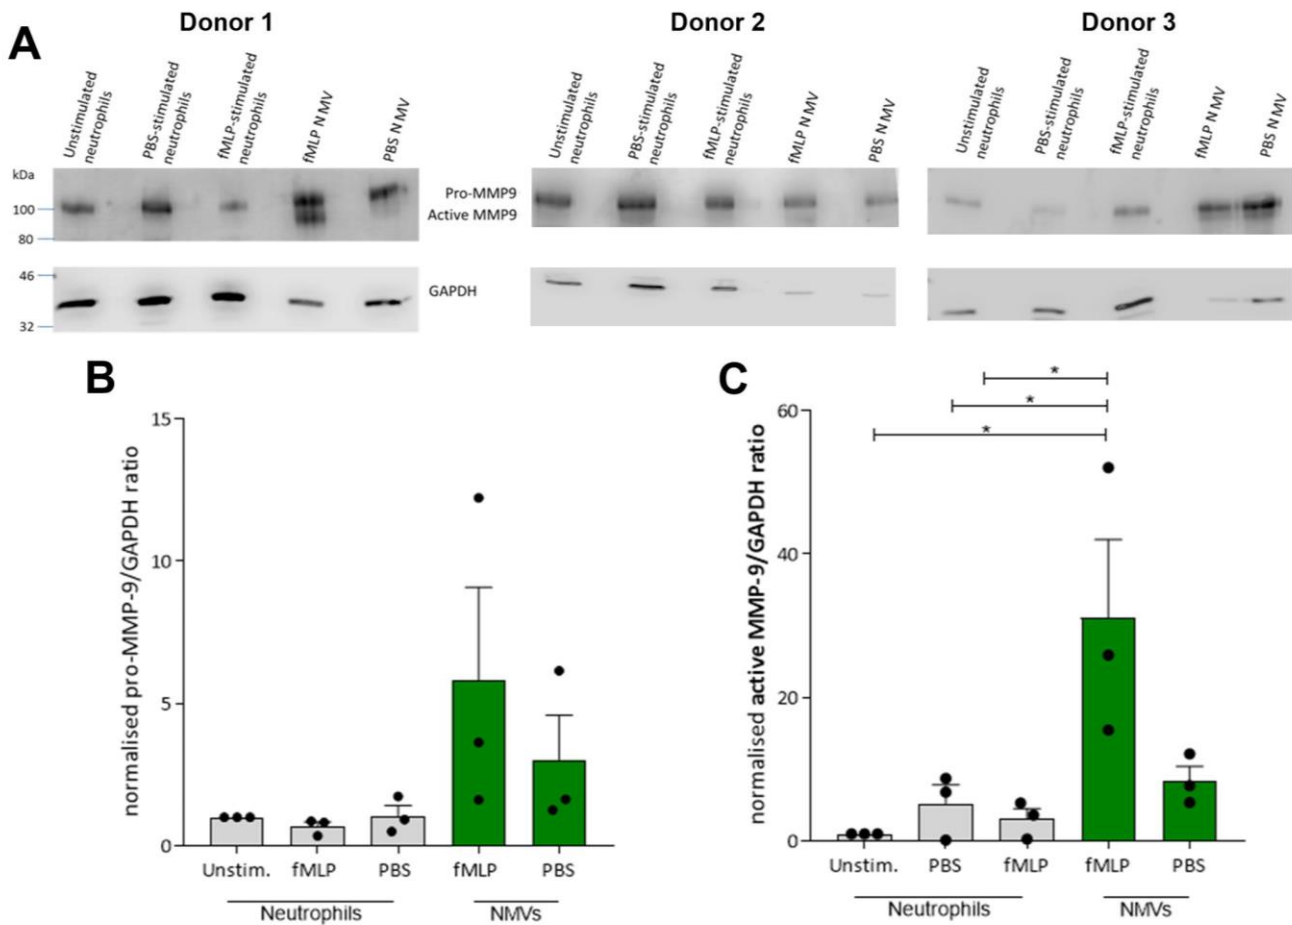 A
Donor 1
Donor 2
Donor 3
Unstimulated neutrophils
PBS-stimulated neutrophils
fMLP-stimulated neutrophils
fMLP N MV
PBS N MV
Unstimulated neutrophils
PBS-stimulated neutrophils
fMLP-stimulated neutrophils
fMLP N MV
PBS N MV
Unstimulated neutrophils
PBS-stimulated neutrophils
fMLP-stimulated neutrophils
fMLP N MV
PBS N MV
kDa
100
80
Pro-MMP9
Active MMP9
46
32
GAPDH
B
normalised pro-MMP-9/GAPDH ratio
15
10
5
0
Unstim.
fMLP
PBS
fMLP
PBS
Neutrophils
NMVs
C
normalised active MMP-9/GAPDH ratio
60
40
20
0
*
*
*
Unstim.
PBS
fMLP
fMLP
PBS
Neutrophils
NMVs